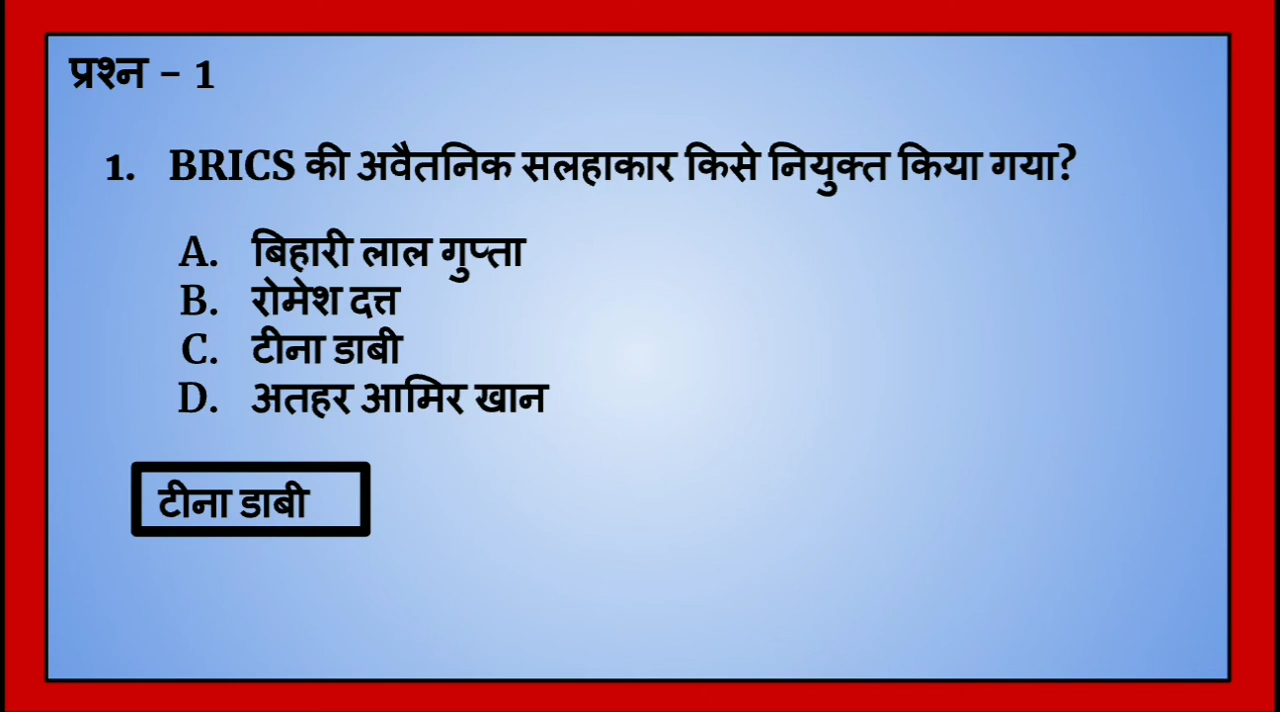 प्रश्न – 1
1. BRICS की अवैतनिक सलहाकार किसे नियुक्त किया गया?
A. बिहारी लाल गुप्ता
B. रोमेश दत्त
C. टीना डाबी
D. अतहर आमिर खान
टीना डाबी